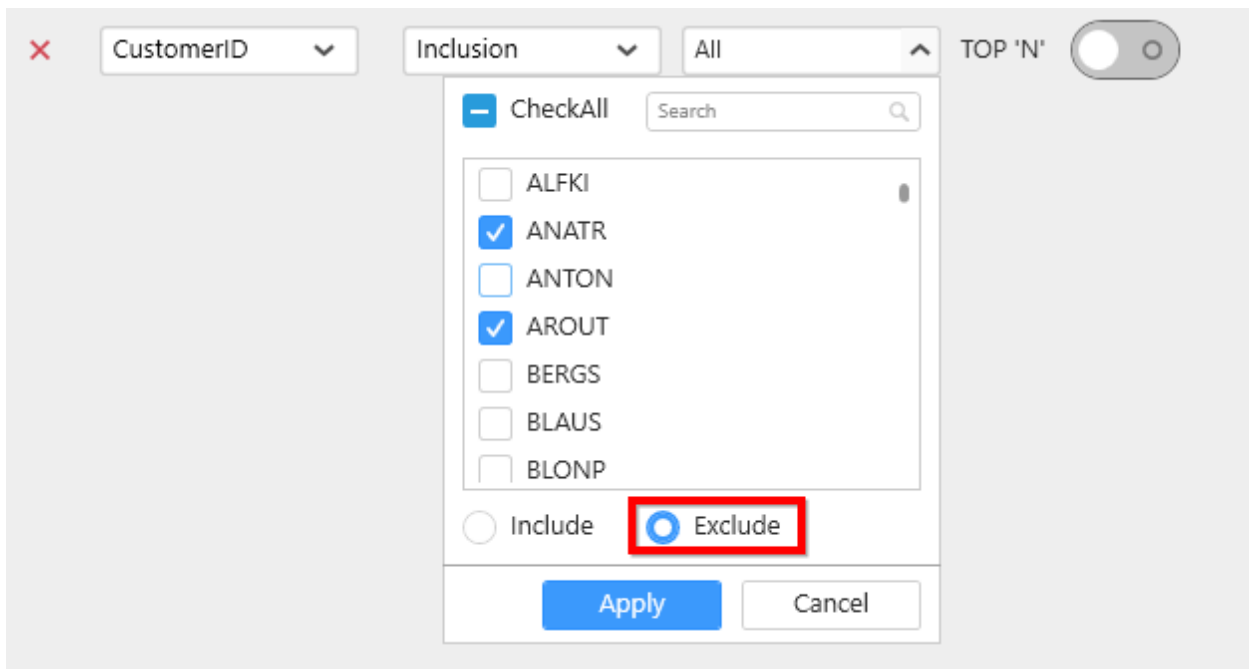 CustomerID Inclusion All TOP 'N'
CheckAll Search
ALFKI
ANATR
ANTON
AROUT
BERGS
BLAUS
BLONP
Include Exclude
Apply Cancel